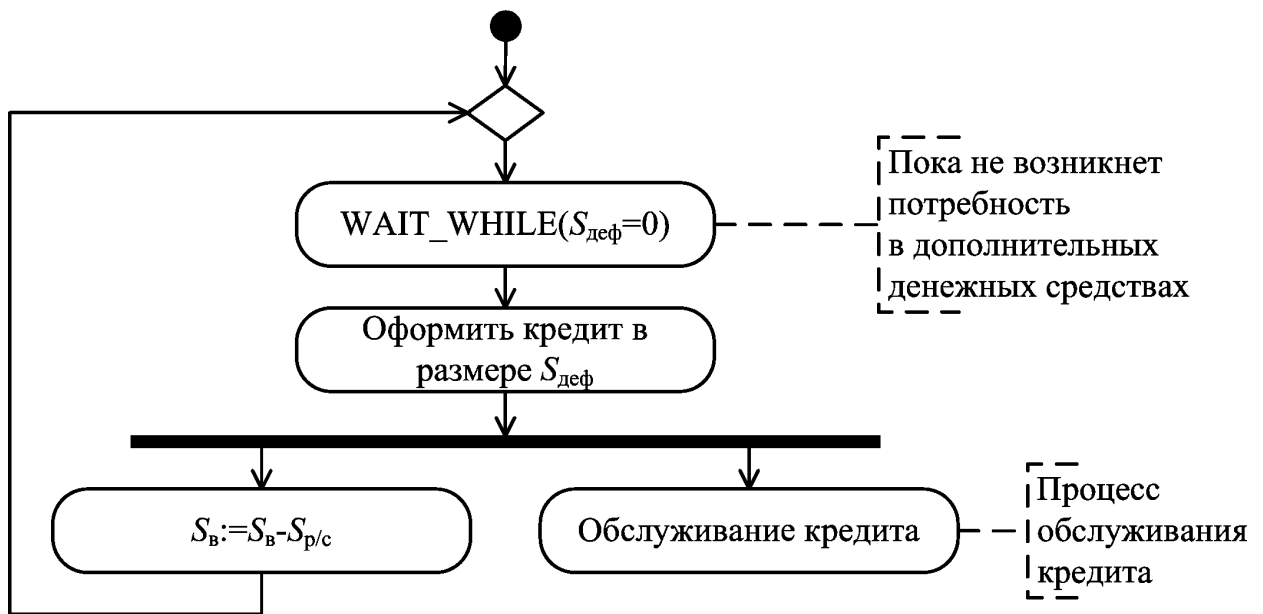 Пока не возникнет
потребность
в дополнительных
денежных средствах
WAIT_WHILE(Sдеф=0)
Оформить кредит в
размере Sдеф
Sв:=Sв-Sр/с
Обслуживание кредита
Процесс
обслуживания
кредита